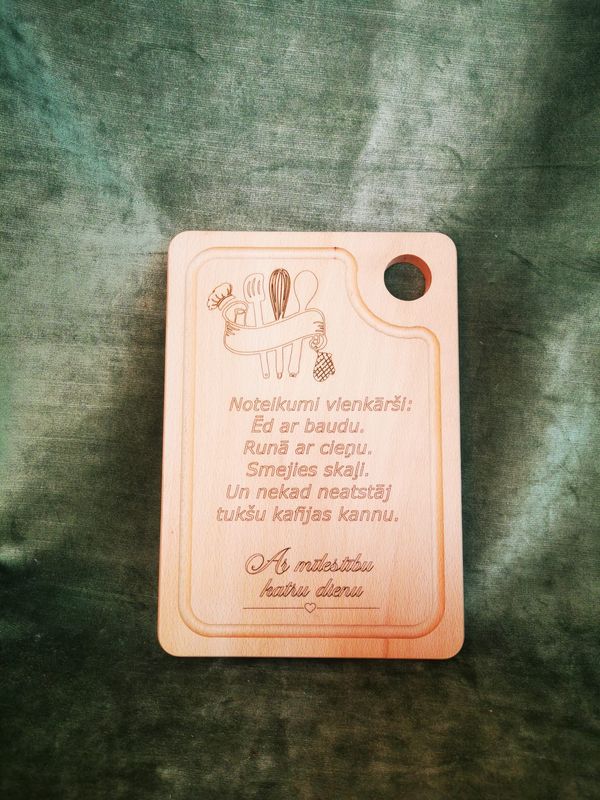 Noteikumi vienkārši:
Ēd ar baudu.
Runā ar cieņu.
Smejies skaļi.
Un nekad neatstāj
tukšu kafijas kannu.
Ar mīlestību
katru dienu